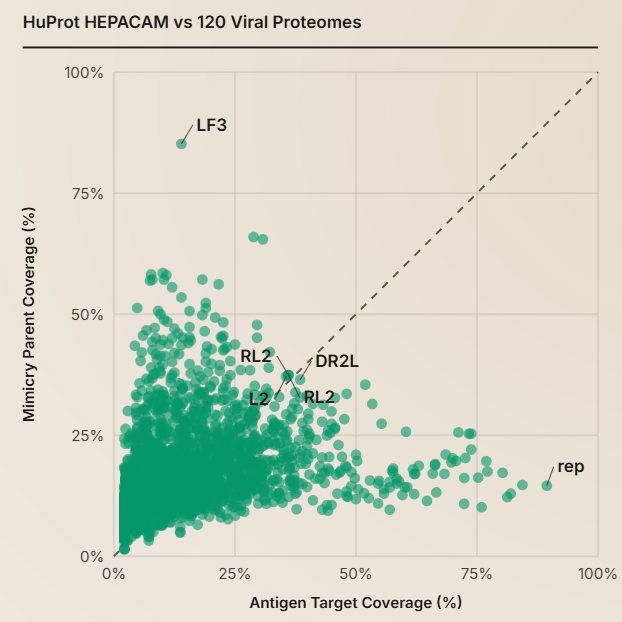 HuProt HEPACAM vs 120 Viral Proteomes
100%
LF3
75%
Mimicry Parent Coverage (%)
50%
RL2
DR2L
L2
RL2
25%
rep
0%
0%
25%
50%
75%
100%
Antigen Target Coverage (%)